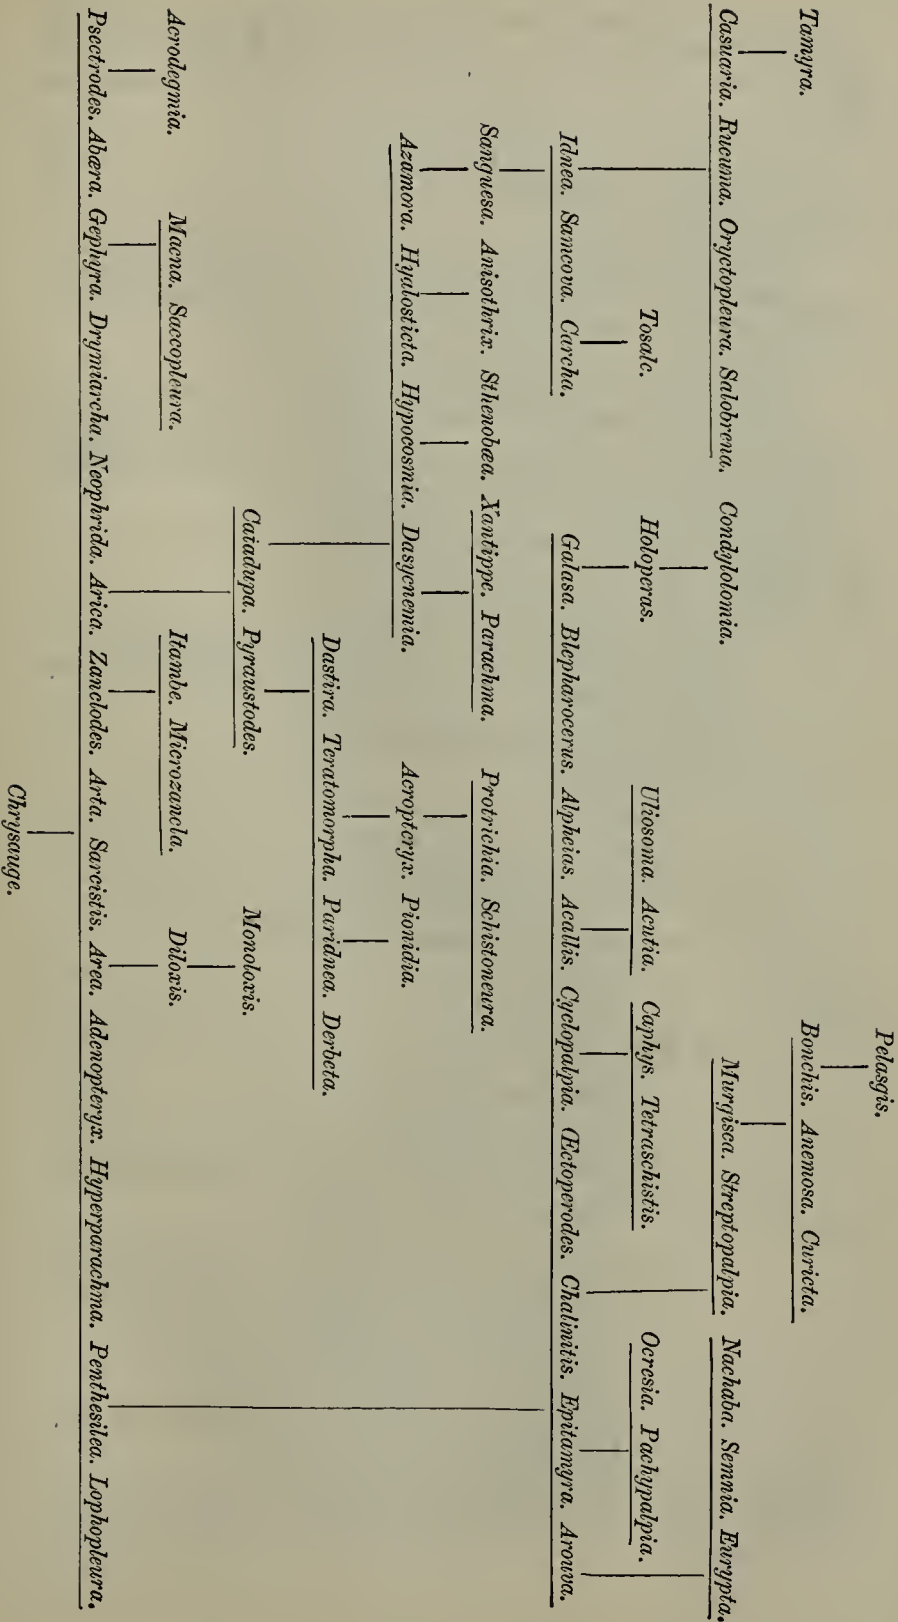 Pelasgis.
Tamyra. Bonchis. Anemosa. Curicta.
Casuaria. Rucuma. Oryctopleura. Salobrena. Condylolomia. Murgisca. Streptopalpia. Nachaba. Semnia. Eurypta.
Tosale. Holoperas. Uliosoma. Acutia. Caphys. Tetraschistis. Ocresia. Pachypalpia.
Idnea. Samcova. Carcha. Galasa. Blepharocerus. Alpheias. Acallis. Cyclopalpia. Œctoperodes. Chalinitis. Epitamyra. Arouva.
Sanguesa. Anisothrix. Sthenobæa. Xantippe. Parachma. Protrichia. Schistoneura.
Azamora. Hyalosticta. Hypocosmia. Dasycnemia. Acropteryx. Pionidia.
Dastira. Teratomorpha. Paridnea. Derbeta.
Caiadupa. Pyraustodes. Monoloxis.
Acrodegmia. Macna. Saccopleura. Itambe. Microzancla. Diloxis.
Psectrodes. Abæra. Gephyra. Drymiarcha. Neophrida. Arica. Zanclodes. Arta. Sarcistis. Area. Adenopteryx. Hyperparachma. Penthesilea. Lophopleura.
Chrysauge.